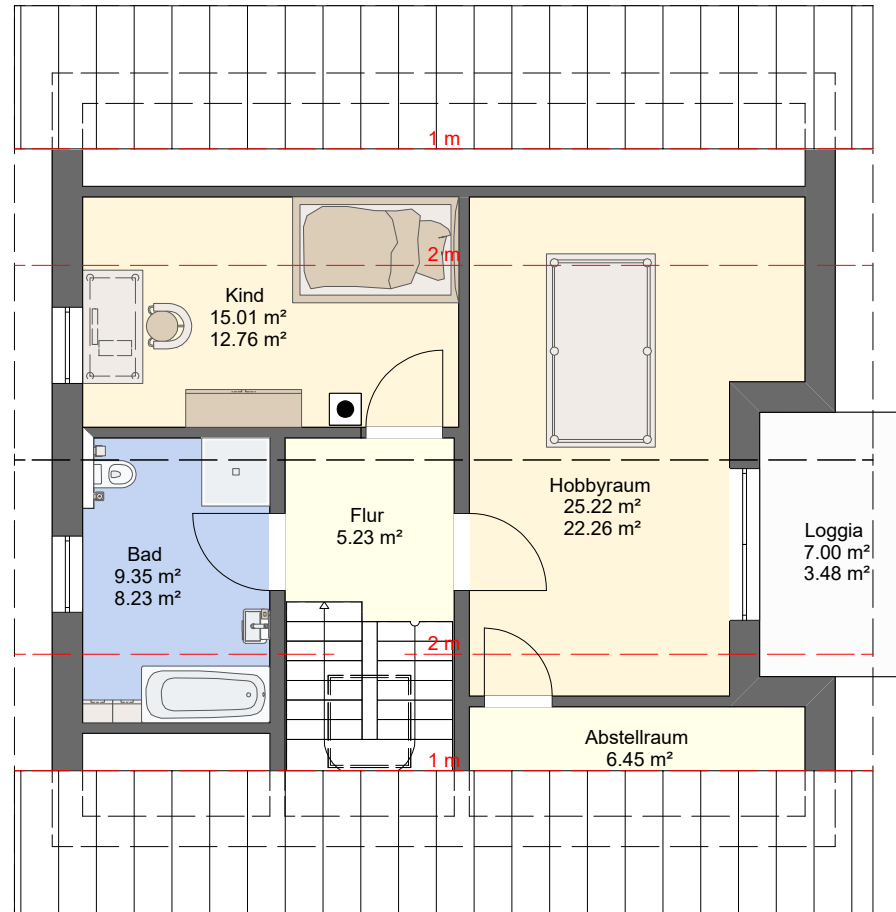 1 m
2 m
Kind
15.01 m²
12.76 m²
Hobbyraum
25.22 m²
22.26 m²
Flur
5.23 m²
Loggia
7.00 m²
3.48 m²
Bad
9.35 m²
8.23 m²
2 m
Abstellraum
6.45 m²
1 m